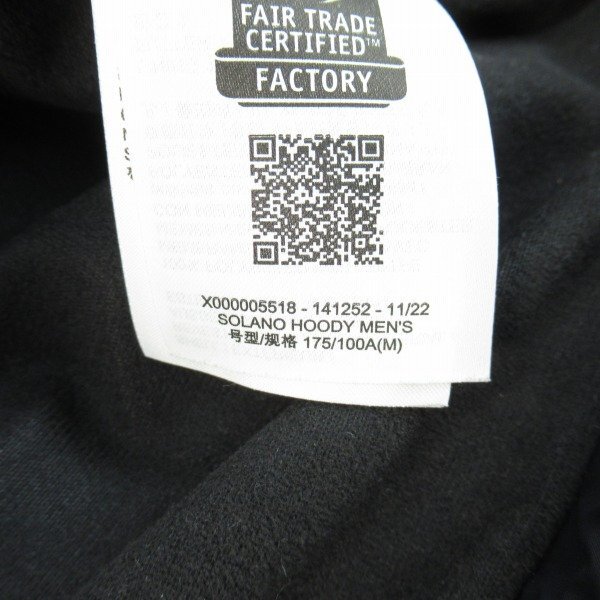 FAIR TRADE
CERTIFIED™
FACTORY
X000005518 - 141252 - 11/22
SOLANO HOODY MEN'S
号型/规格 175/100A(M)